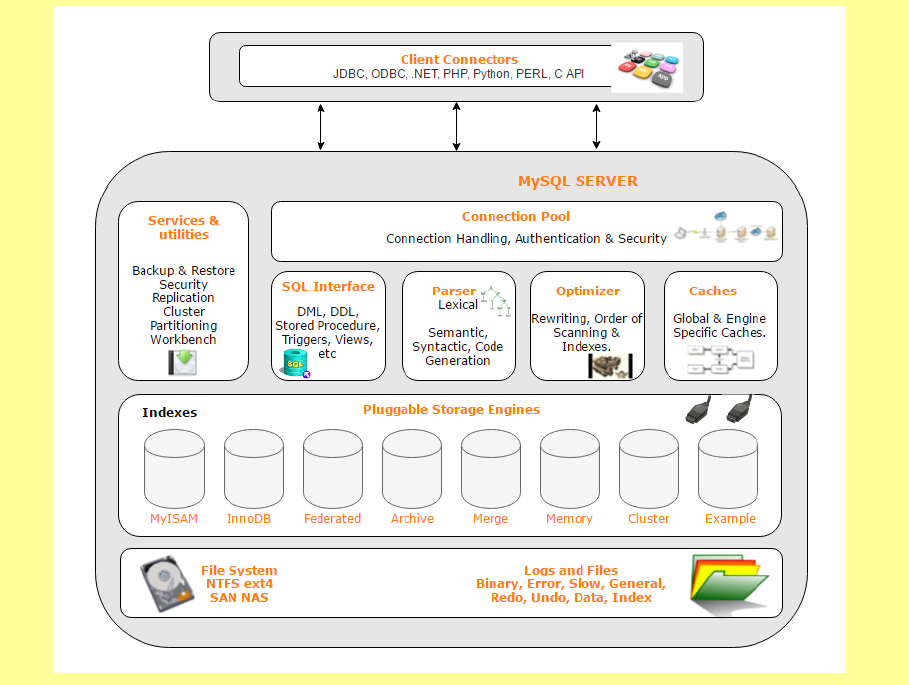 Client Connectors
JDBC, ODBC, .NET, PHP, Python, PERL, C API
APP
MySQL SERVER
Services &
utilities
Backup & Restore
Security
Replication
Cluster
Partitioning
Workbench
Connection Pool
Connection Handling, Authentication & Security
SQL Interface
DML, DDL,
Stored Procedure,
Triggers, Views,
etc
SQL
Parser
Lexical
Semantic,
Syntactic, Code
Generation
Optimizer
Rewriting, Order of
Scanning &
Indexes.
Caches
Global & Engine
Specific Caches.
Indexes
Pluggable Storage Engines
MyISAM
InnoDB
Federated
Archive
Merge
Memory
Cluster
Example
File System
NTFS ext4
SAN NAS
Logs and Files
Binary, Error, Slow, General,
Redo, Undo, Data, Index